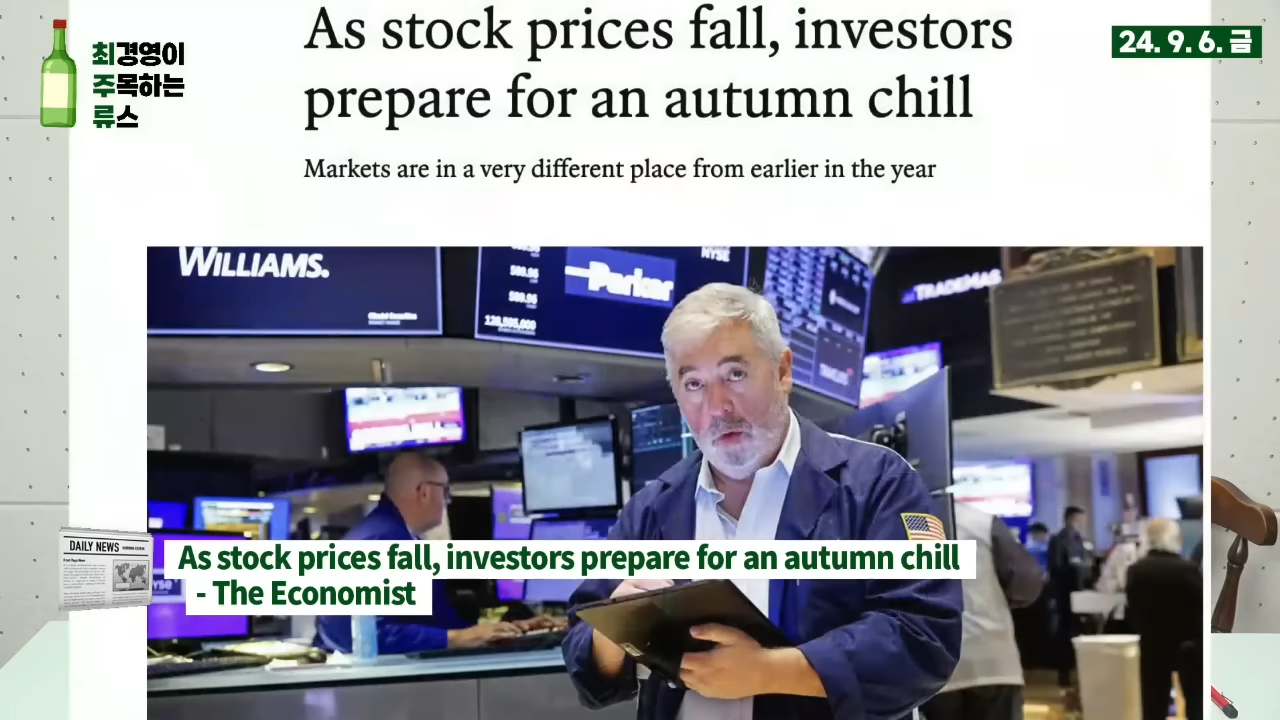 최경영이
주목하는
류스
24. 9. 6. 금
As stock prices fall, investors
prepare for an autumn chill
Markets are in a very different place from earlier in the year
WILLIAMS.
Parker
NYSE
TRADEMAS
DAILY NEWS
As stock prices fall, investors prepare for an autumn chill
- The Economist